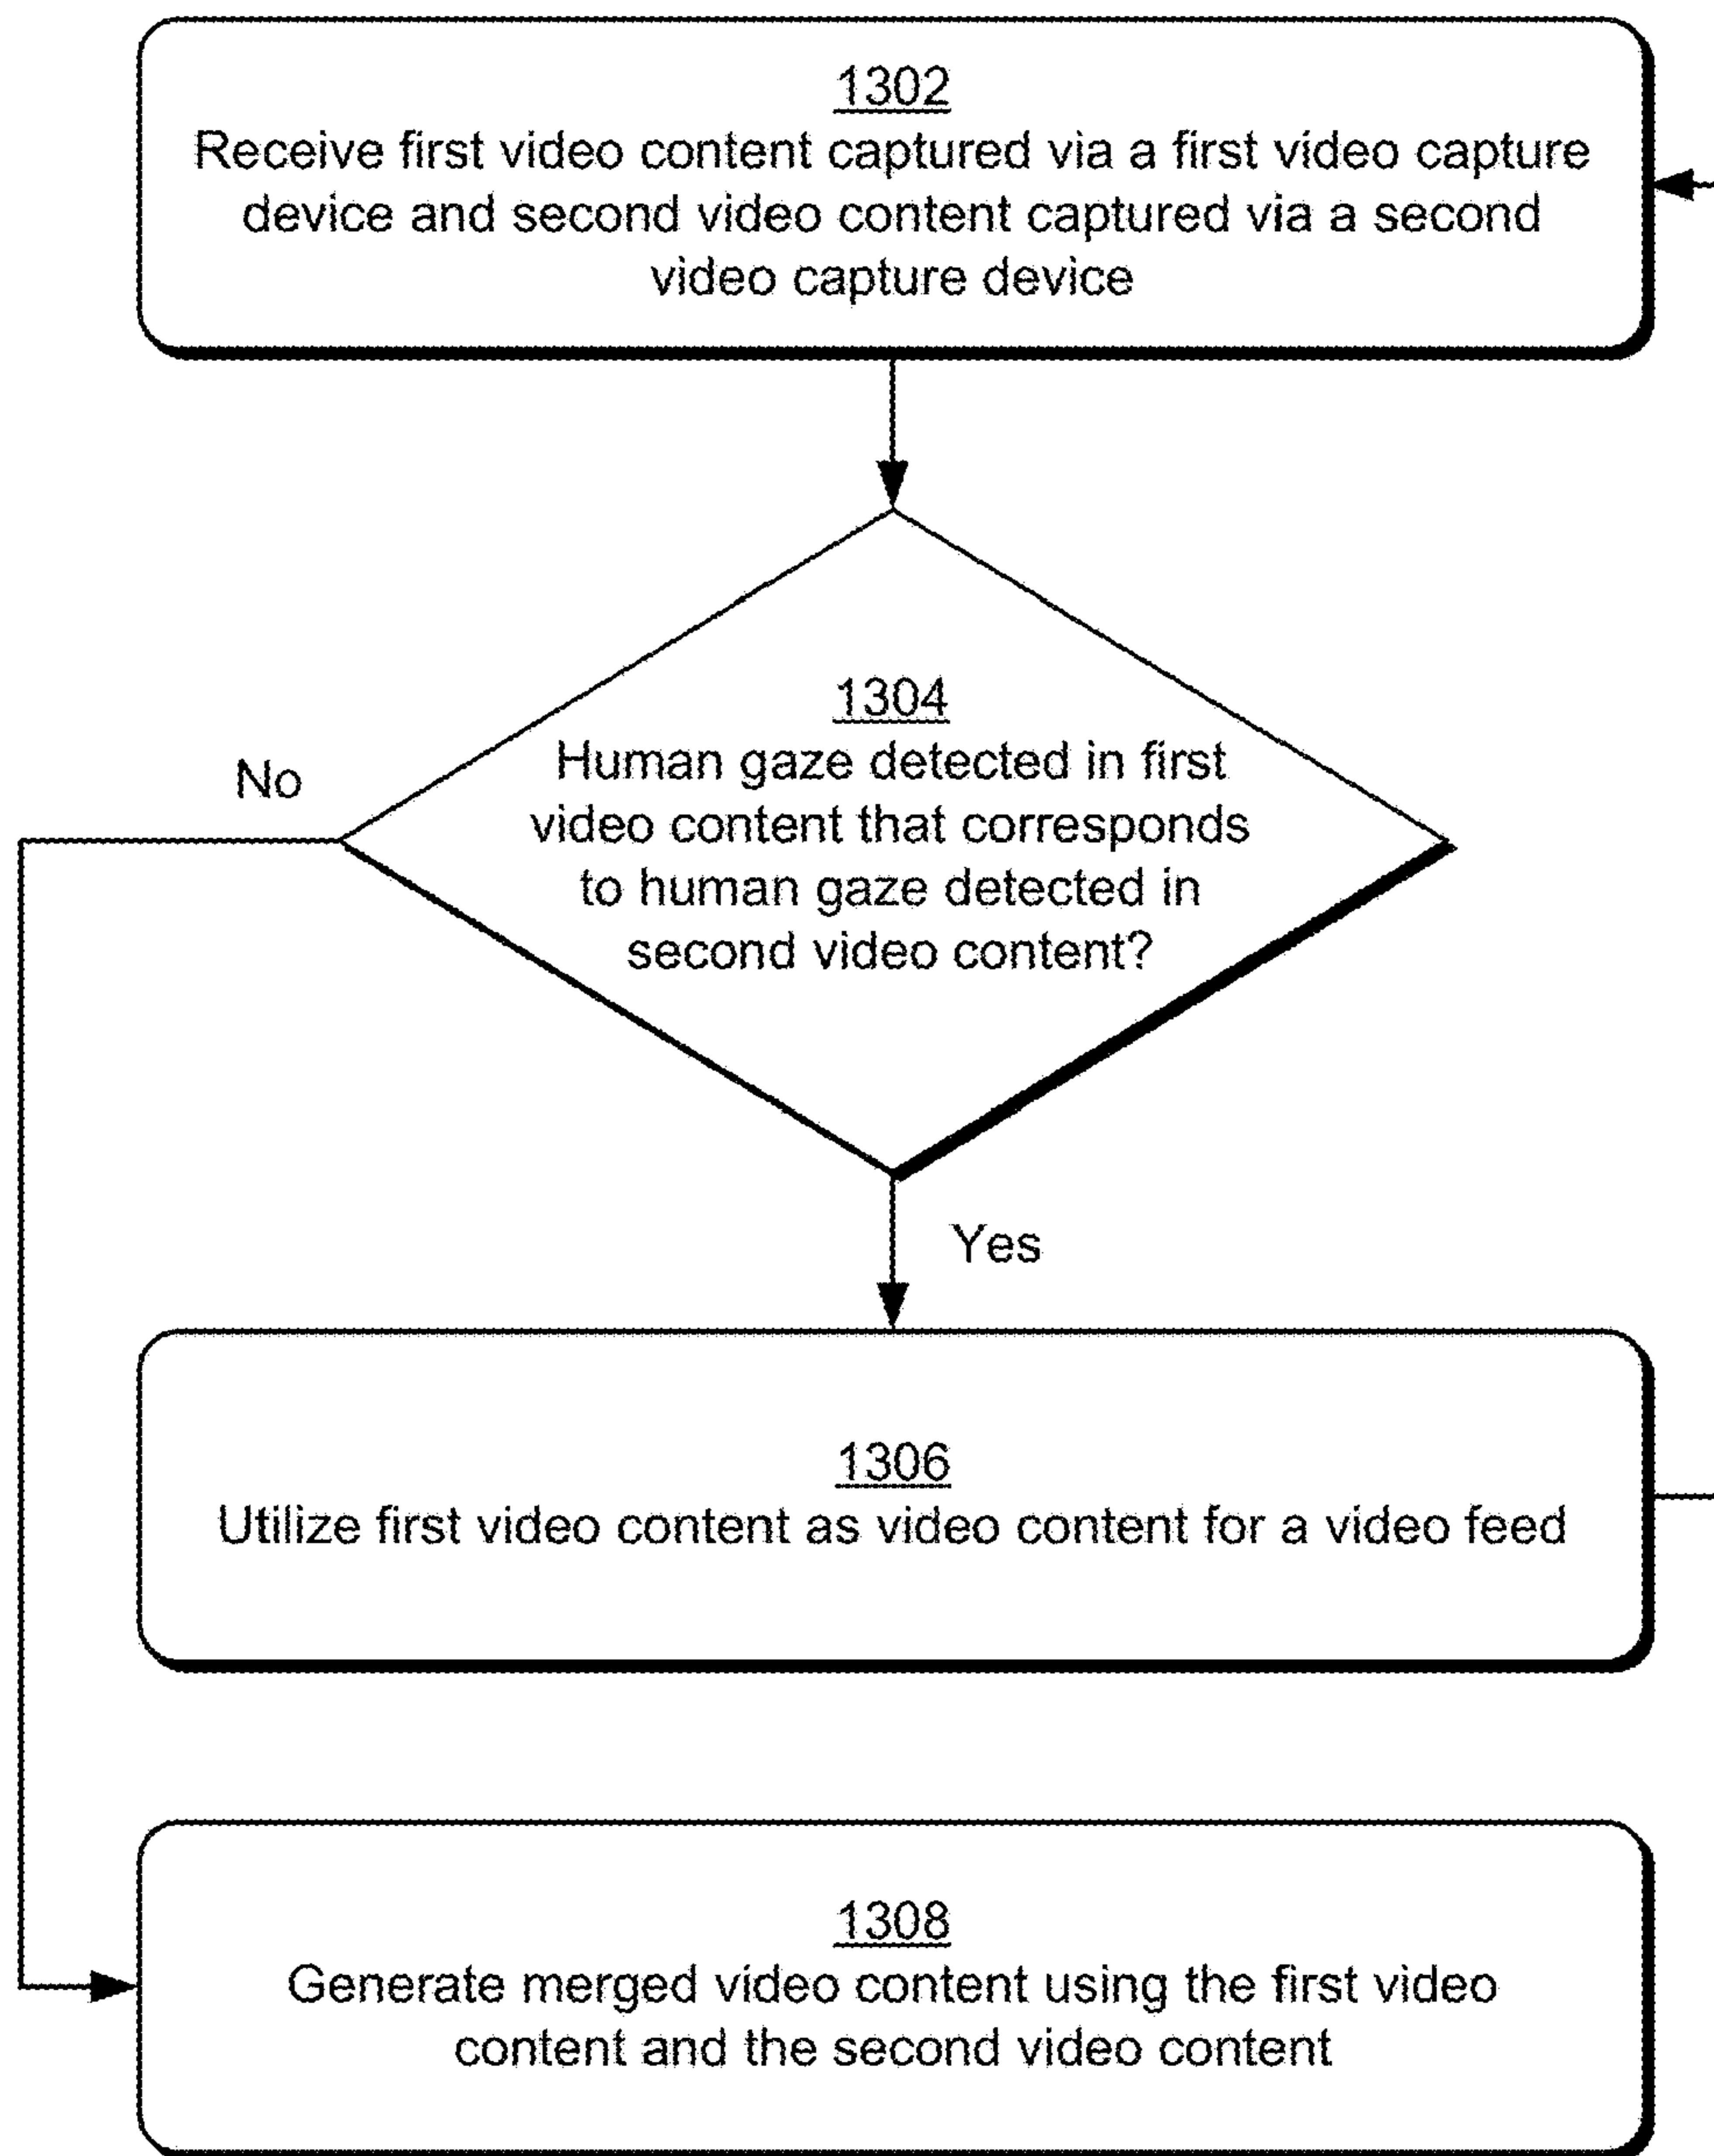 1302
Receive first video content captured via a first video capture
device and second video content captured via a second
video capture device
1304
Human gaze detected in first
video content that corresponds
to human gaze detected in
second video content?
No
Yes
1306
Utilize first video content as video content for a video feed
1308
Generate merged video content using the first video
content and the second video content